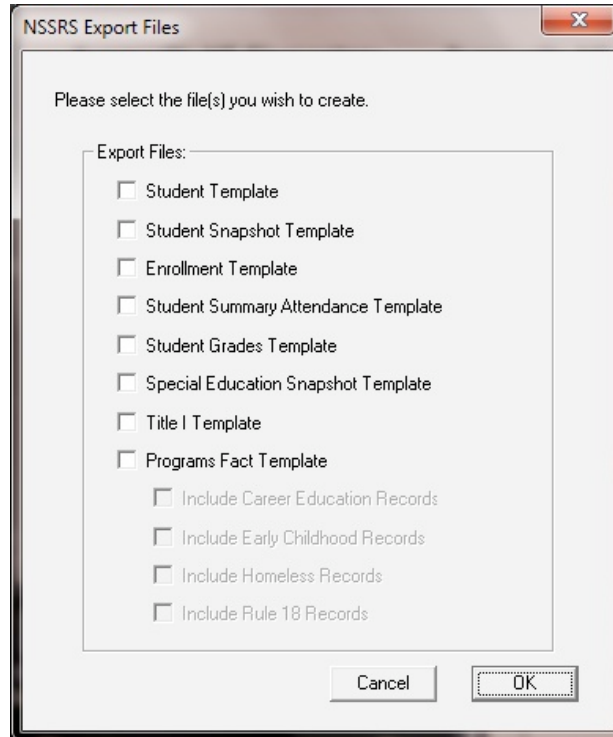 NSSRS Export Files
Please select the file(s) you wish to create.
Export Files:
Student Template
Student Snapshot Template
Enrollment Template
Student Summary Attendance Template
Student Grades Template
Special Education Snapshot Template
Title I Template
Programs Fact Template
Include Career Education Records
Include Early Childhood Records
Include Homeless Records
Include Rule 18 Records
Cancel OK